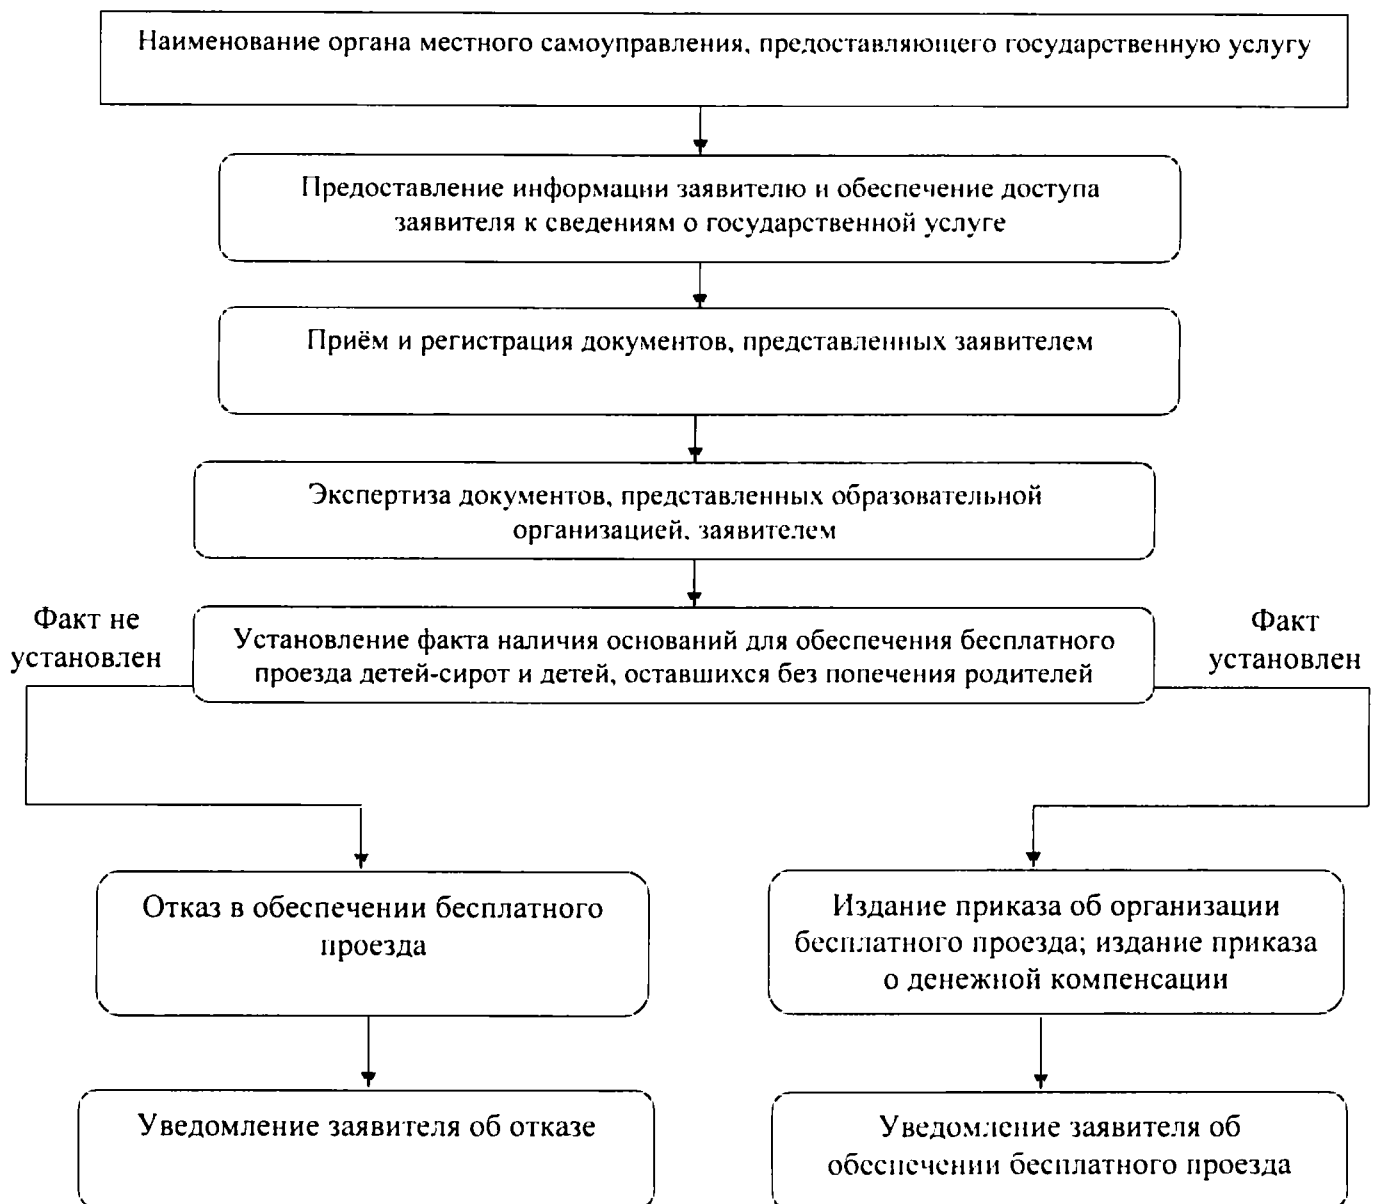 Наименование органа местного самоуправления, предоставляющего государственную услугу
Предоставление информации заявителю и обеспечение доступа
заявителя к сведениям о государственной услуге
Приём и регистрация документов, представленных заявителем
Экспертиза документов, представленных образовательной
организацией, заявителем
Факт не
установлен
Установление факта наличия оснований для обеспечения бесплатного
проезда детей-сирот и детей, оставшихся без попечения родителей
Факт
установлен
Отказ в обеспечении бесплатного
проезда
Издание приказа об организации
бесплатного проезда; издание приказа
о денежной компенсации
Уведомление заявителя об отказе
Уведомление заявителя об
обеспечении бесплатного проезда